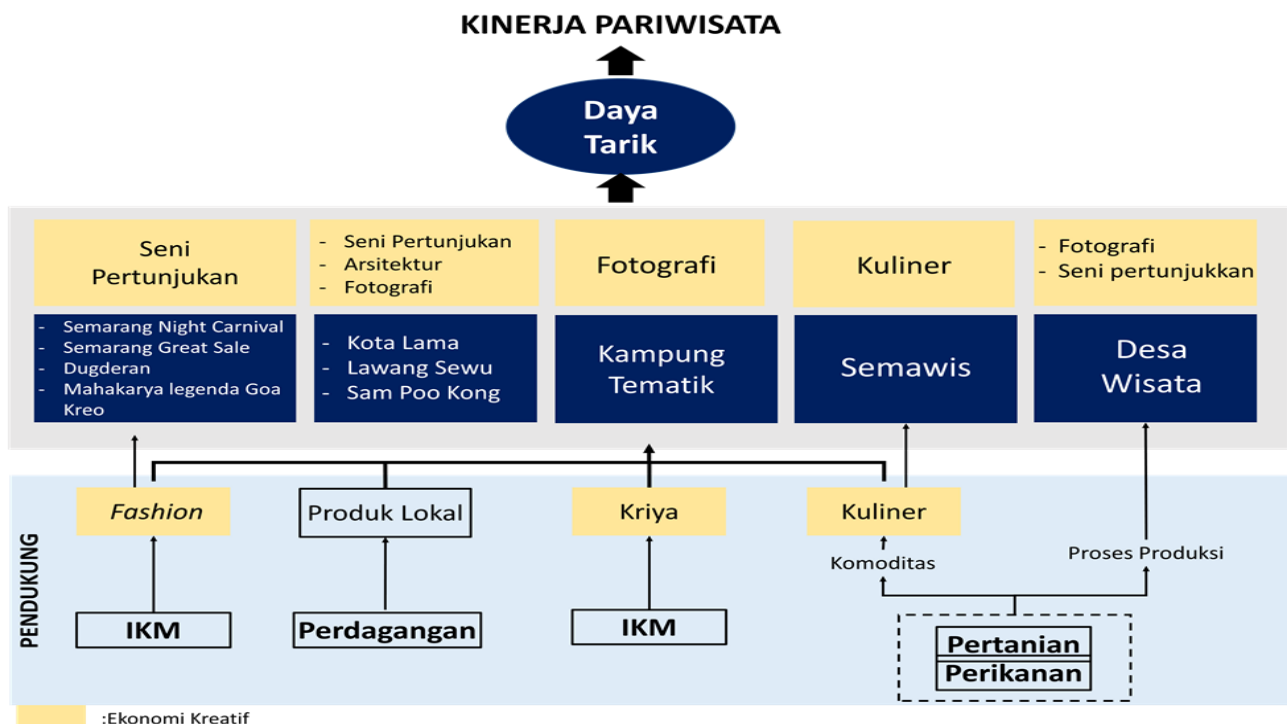 KINERJA PARIWISATA
Daya
Tarik
Seni
Pertunjukan
- Seni Pertunjukan
- Arsitektur
- Fotografi
Fotografi
Kuliner
- Fotografi
- Seni pertunjukkan
- Semarang Night Carnival
- Semarang Great Sale
- Dugderan
- Mahakarya legenda Goa
Kreo
- Kota Lama
- Lawang Sewu
- Sam Poo Kong
Kampung
Tematik
Semawis
Desa
Wisata
PENDUKUNG
Fashion
Produk Lokal
Kriya
Kuliner
Komoditas
Proses Produksi
IKM
Perdagangan
IKM
Pertanian
Perikanan
:Ekonomi Kreatif